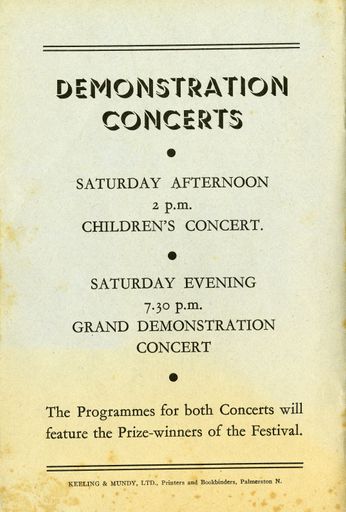 DEMONSTRATION
CONCERTS
SATURDAY AFTERNOON
2 p.m.
CHILDREN'S CONCERT.
SATURDAY EVENING
7.30 p.m.
GRAND DEMONSTRATION
CONCERT
The Programmes for both Concerts will
feature the Prize-winners of the Festival.
KEELING & MUNDY, LTD., Printers and Bookbinders, Palmerston N.